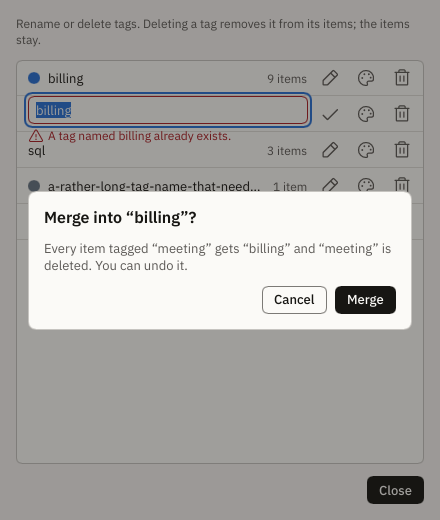 Rename or delete tags. Deleting a tag removes it from its items; the items
stay.
billing 9 items
billing
A tag named billing already exists.
sql 3 items
a-rather-long-tag-name-that-need... 1 item
Merge into “billing”?
Every item tagged “meeting” gets “billing” and “meeting” is
deleted. You can undo it.
Cancel Merge
Close